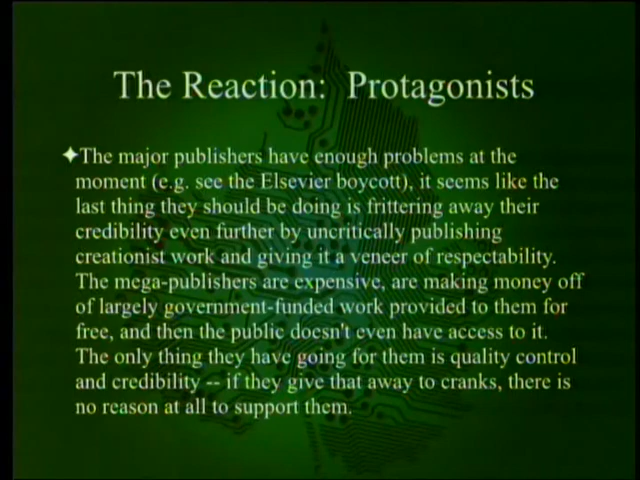 The Reaction: Protagonists
✦The major publishers have enough problems at the
moment (e.g. see the Elsevier boycott), it seems like the
last thing they should be doing is frittering away their
credibility even further by uncritically publishing
creationist work and giving it a veneer of respectability.
The mega-publishers are expensive, are making money off
of largely government-funded work provided to them for
free, and then the public doesn't even have access to it.
The only thing they have going for them is quality control
and credibility -- if they give that away to cranks, there is
no reason at all to support them.